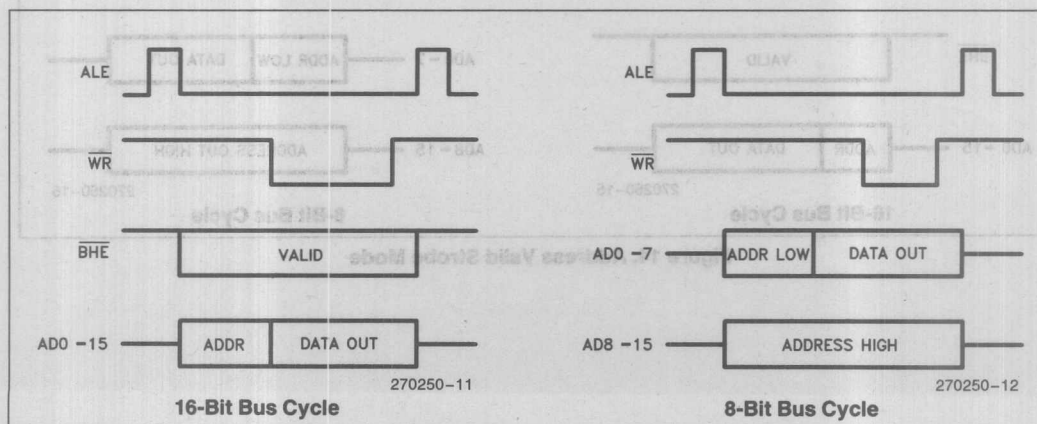 ALE
WR
BHE
VALID
AD0 -15
ADDR
DATA OUT
270250-11
16-Bit Bus Cycle
ALE
WR
AD0 -7
ADDR LOW
DATA OUT
AD8 -15
ADDRESS HIGH
270250-12
8-Bit Bus Cycle